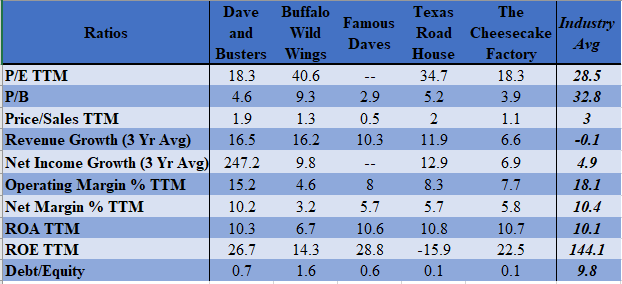 Ratios Dave and Busters Buffalo Wild Wings Famous Daves Texas Road House The Cheesecake Factory Industry Avg
P/E TTM 18.3 40.6 -- 34.7 18.3 28.5
P/B 4.6 9.3 2.9 5.2 3.9 32.8
Price/Sales TTM 1.9 1.3 0.5 2 1.1 3
Revenue Growth (3 Yr Avg) 16.5 16.2 10.3 11.9 6.6 -0.1
Net Income Growth (3 Yr Avg) 247.2 9.8 -- 12.9 6.9 4.9
Operating Margin % TTM 15.2 4.6 8 8.3 7.7 18.1
Net Margin % TTM 10.2 3.2 5.7 5.7 5.8 10.4
ROA TTM 10.3 6.7 10.6 10.8 10.7 10.1
ROE TTM 26.7 14.3 28.8 -15.9 22.5 144.1
Debt/Equity 0.7 1.6 0.6 0.1 0.1 9.8